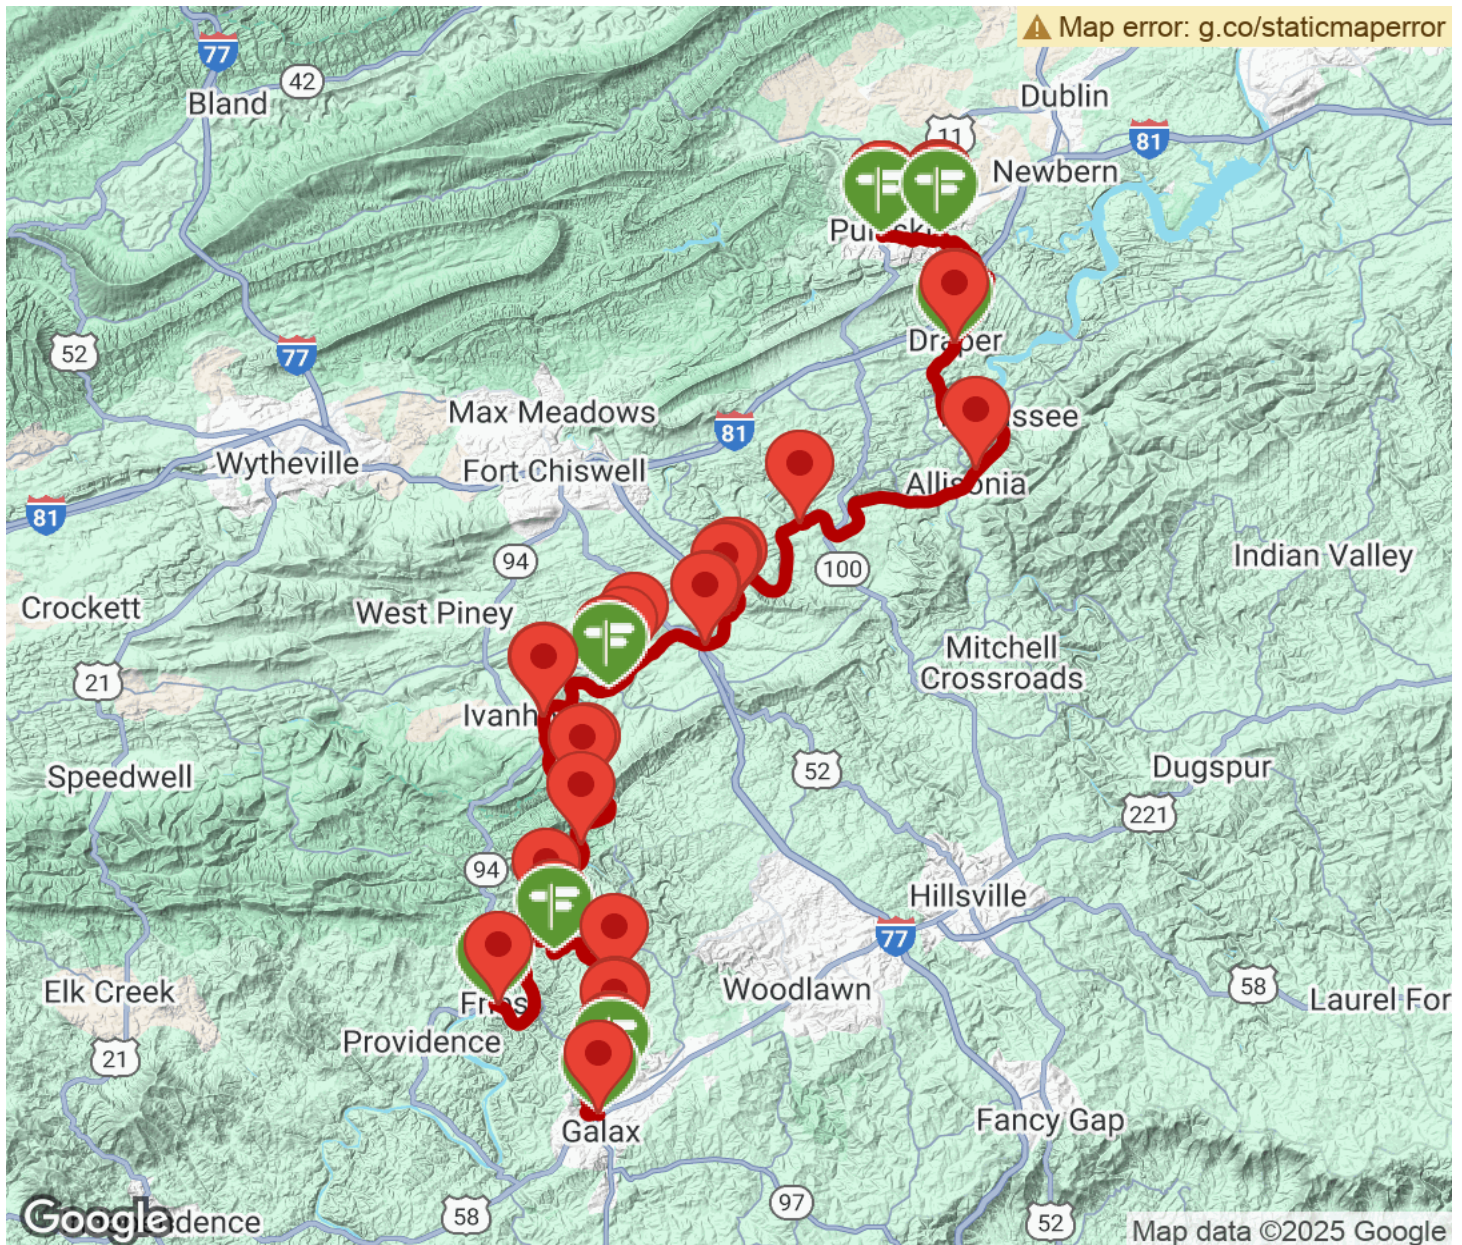 Map error: g.co/staticmaperror
77
42
Bland
Dublin
11
81
Newbern
Draper
52
77
Max Meadows
81
Wytheville
Fort Chiswell
Allisonia
81
94
100
Indian Valley
Crockett
West Piney
Mitchell
Crossroads
21
52
Speedwell
Dugspur
221
94
Hillsville
77
Elk Creek
Woodlawn
58
Laurel For
Providence
21
Fancy Gap
Galax
58
97
52
Google
Map data ©2025 Google